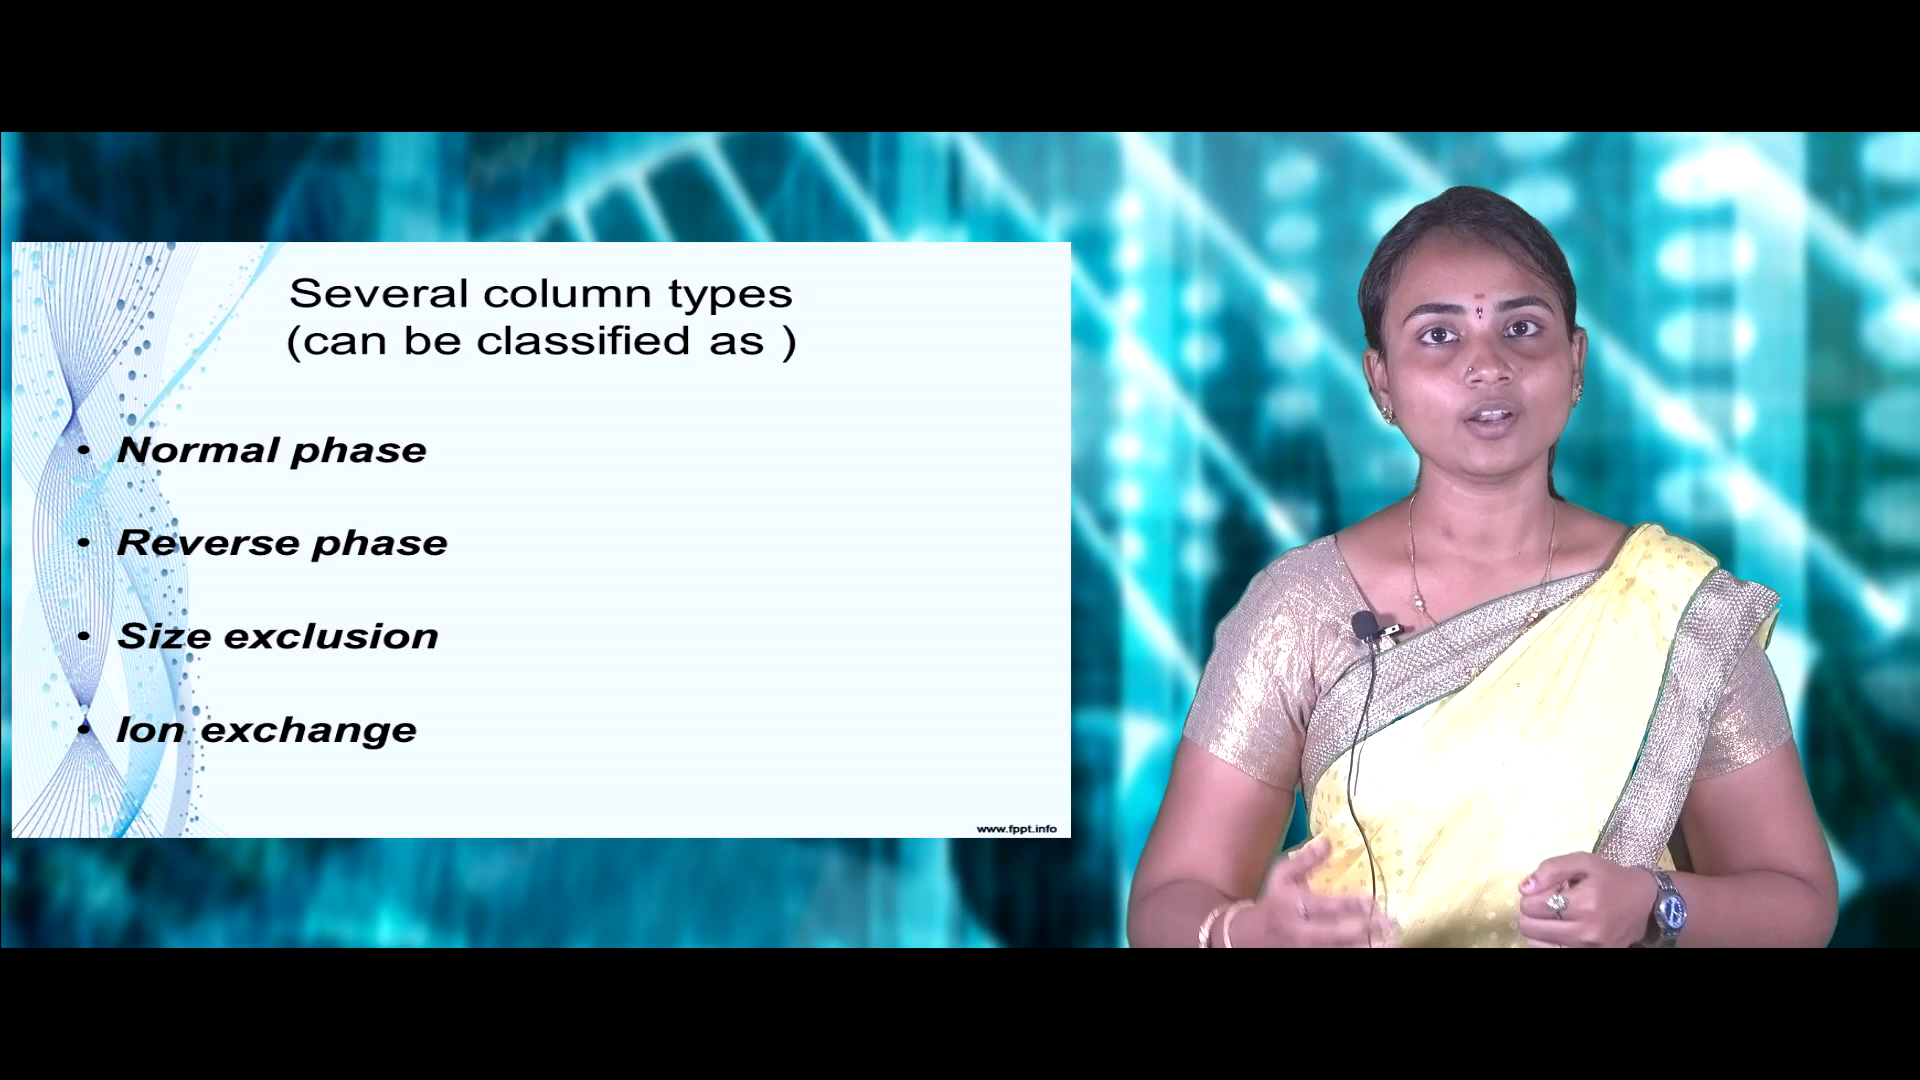 Several column types
(can be classified as )
• Normal phase
• Reverse phase
• Size exclusion
• Ion exchange
www.fppt.info